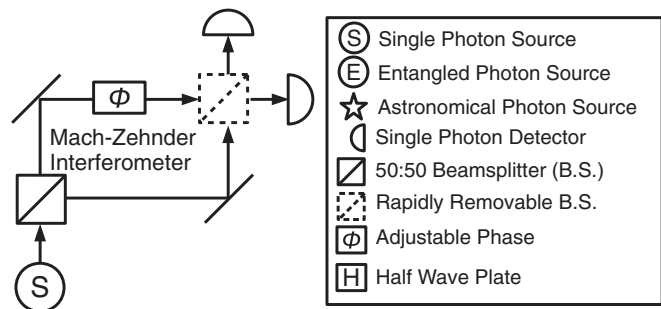 Φ
Mach-Zehnder
Interferometer
S
S Single Photon Source
E Entangled Photon Source
Astronomical Photon Source
Single Photon Detector
50:50 Beamsplitter (B.S.)
Rapidly Removable B.S.
Φ Adjustable Phase
H Half Wave Plate